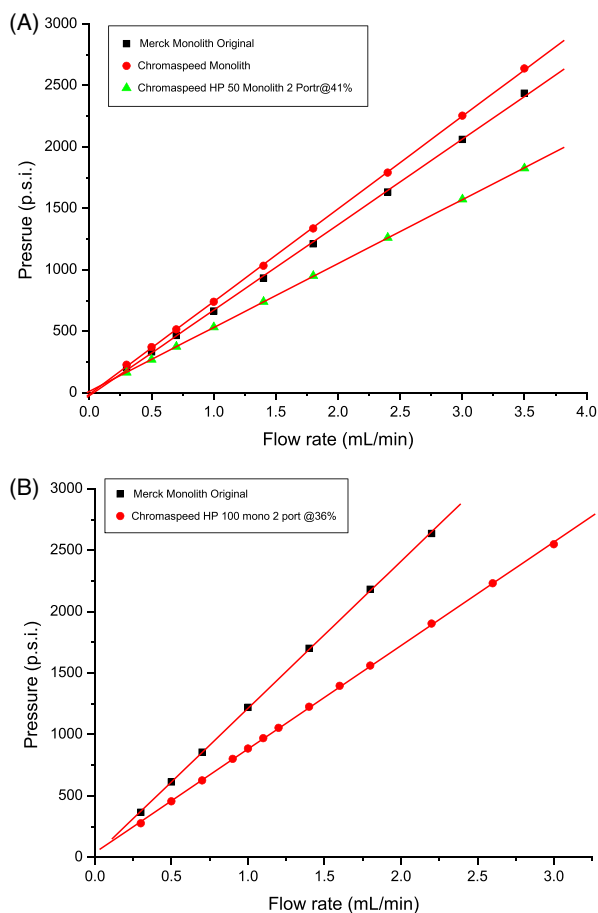 (A)
3000
2500
2000
1500
1000
500
0
Presrue (p.s.i.)
Merck Monolith Original
Chromaspeed Monolith
Chromaspeed HP 50 Monolith 2 Portr@41%
0.0 0.5 1.0 1.5 2.0 2.5 3.0 3.5 4.0
Flow rate (mL/min)
(B)
3000
2500
2000
1500
1000
500
0
Pressure (p.s.i.)
Merck Monolith Original
Chromaspeed HP 100 mono 2 port @36%
0.0 0.5 1.0 1.5 2.0 2.5 3.0
Flow rate (mL/min)